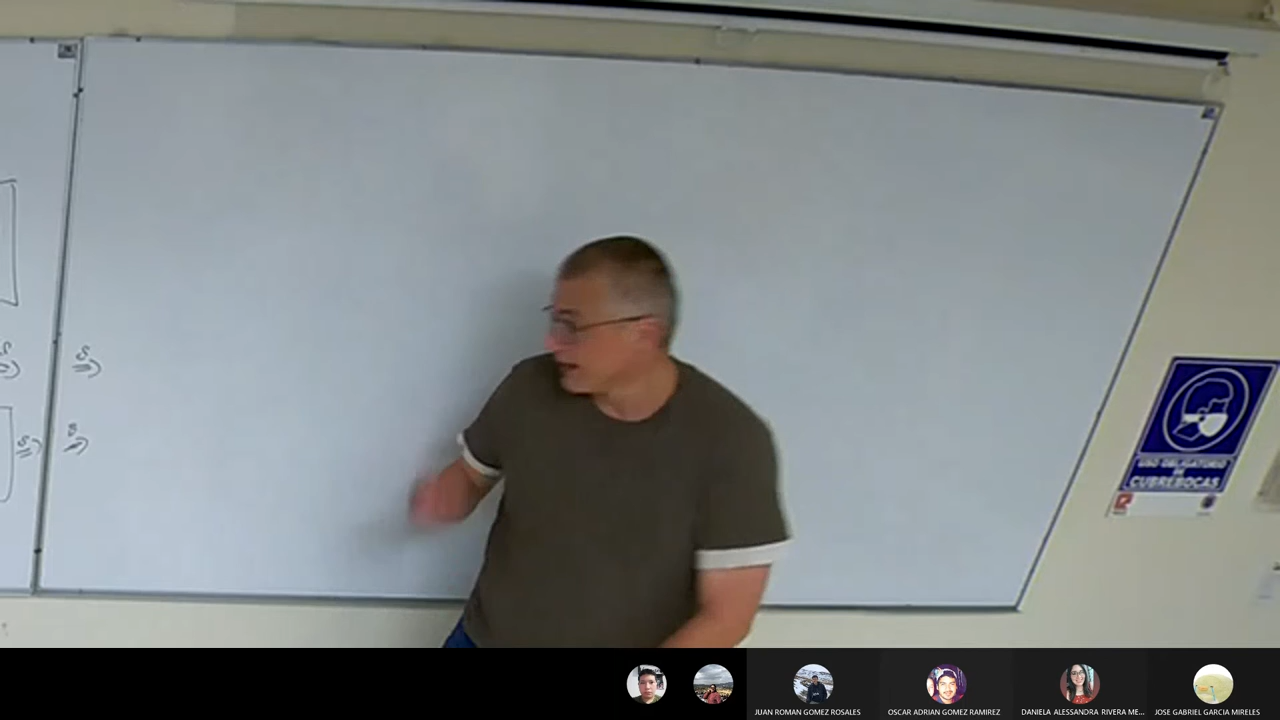 USO OBLIGATORIO
DE
CUBREBOCAS
JUAN ROMAN GOMEZ ROSALES
OSCAR ADRIAN GOMEZ RAMIREZ
DANIELA ALESSANDRA RIVERA ME...
JOSE GABRIEL GARCIA MIRELES